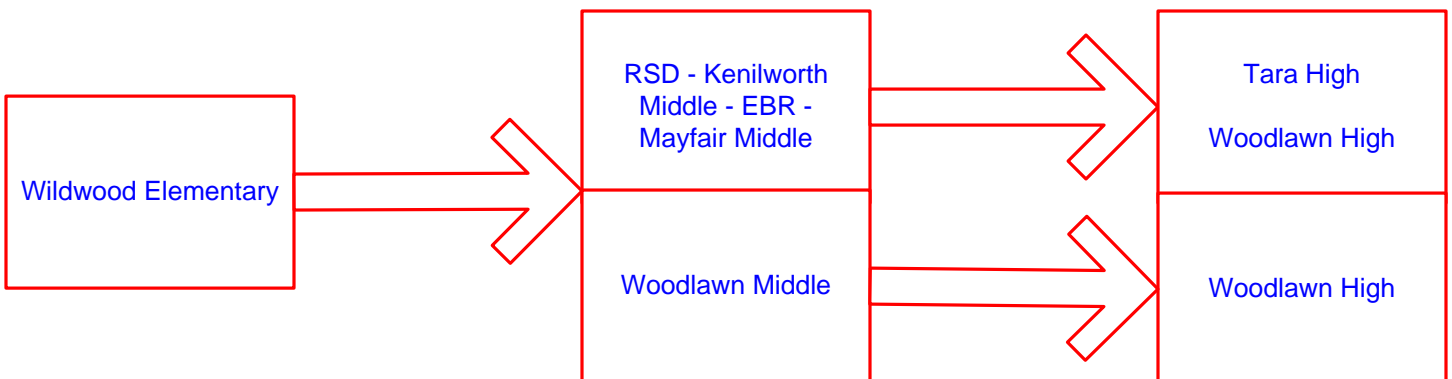 Wildwood Elementary
RSD - Kenilworth
Middle - EBR -
Mayfair Middle
Woodlawn Middle
Tara High
Woodlawn High
Woodlawn High